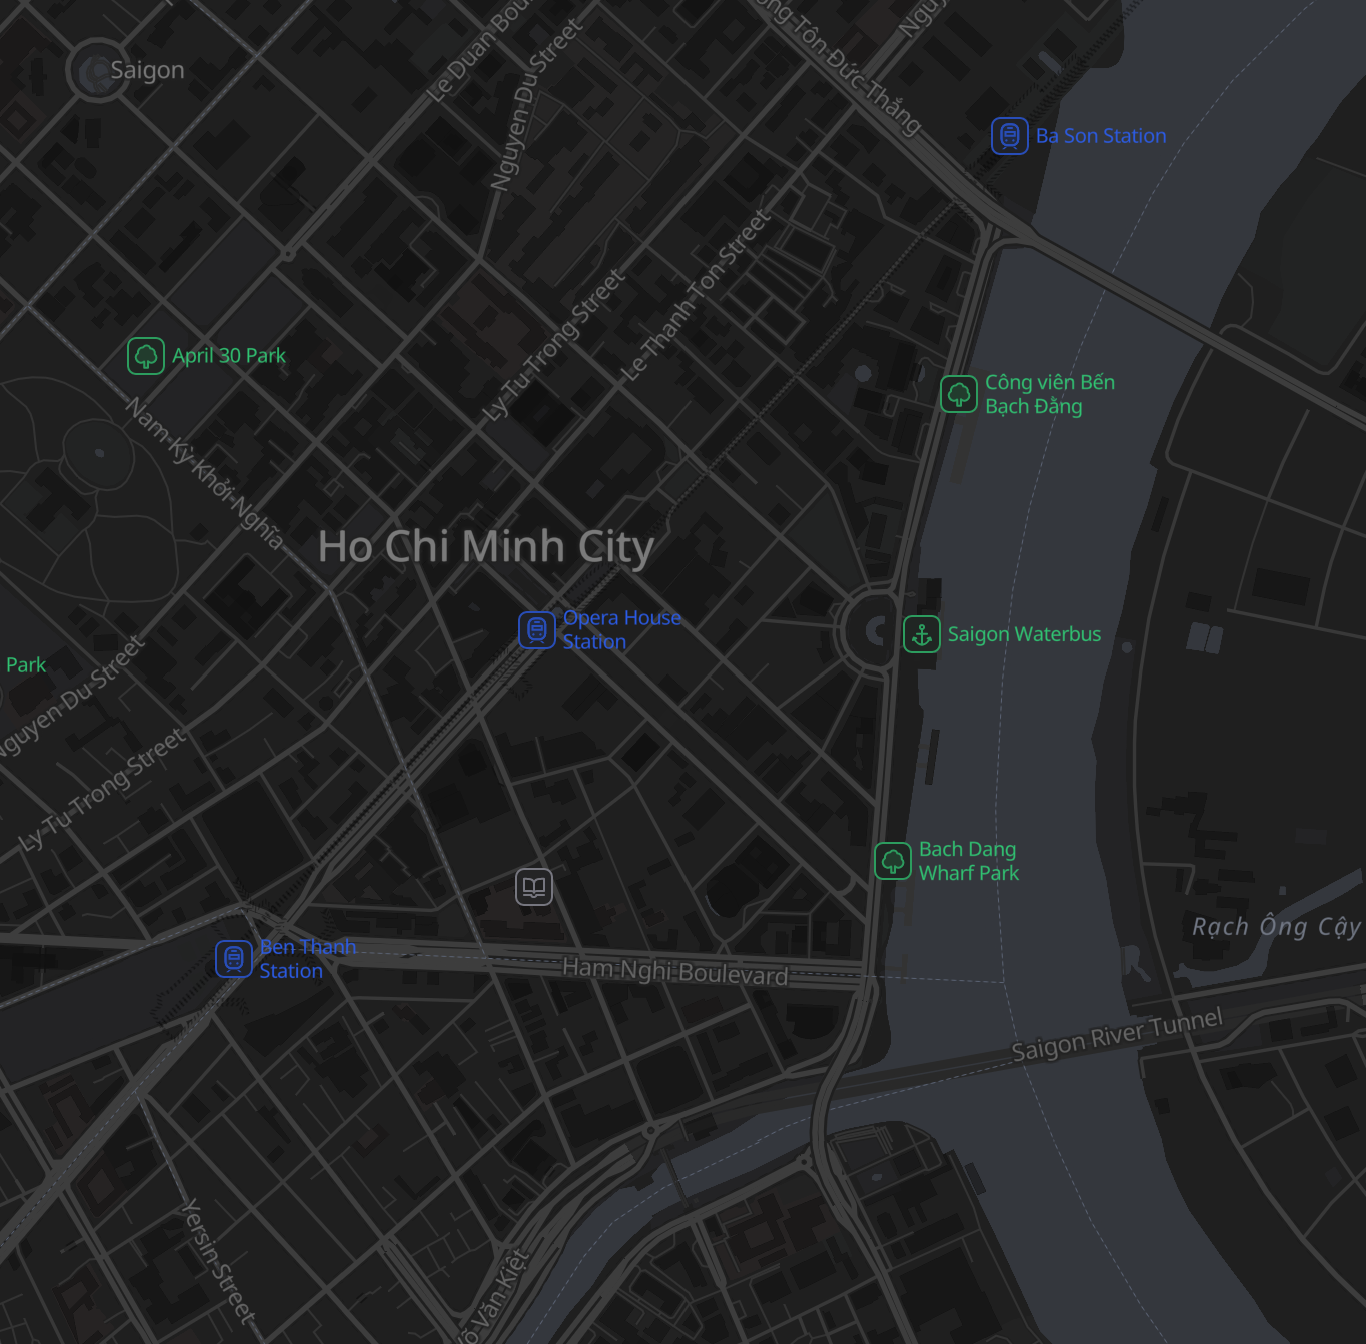 Le Duan Bou
Nguyen Du Street
ong Tôn Đức Thắng
Nguy
Saigon
Ba Son Station
Le Thanh Ton Street
Ly Tu Trong Street
April 30 Park
Công viên Bến
Bạch Đằng
Nam Kỳ Khởi Nghĩa
Ho Chi Minh City
Opera House
Station
Saigon Waterbus
Park
Nguyen Du Street
Ly Tu Trong Street
Bach Dang
Wharf Park
Rạch Ông Cậy
Ben Thanh
Station
Ham Nghi Boulevard
Saigon River Tunnel
Yersin Street
Võ Văn Kiệt